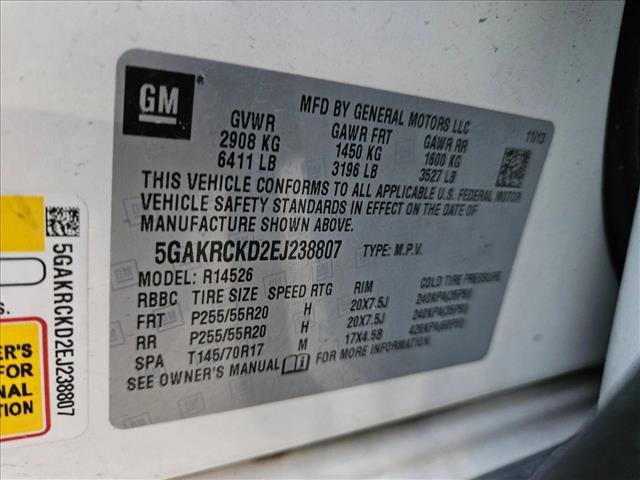 GM
MFD BY GENERAL MOTORS LLC
11/13
GVWR GAWR FRT GAWR RR
2908 KG 1450 KG 1600 KG
6411 LB 3196 LB 3527 LB
THIS VEHICLE CONFORMS TO ALL APPLICABLE U.S. FEDERAL MOTOR
VEHICLE SAFETY STANDARDS IN EFFECT ON THE DATE OF
MANUFACTURE SHOWN ABOVE.
5GAKRCKD2EJ238807 TYPE: M.P.V.
MODEL: R14526
RBBC TIRE SIZE SPEED RTG RIM COLD TIRE PRESSURE
FRT P255/55R20 H 20X7.5J 240KPA(35PSI)
RR P255/55R20 H 20X7.5J 240KPA(35PSI)
SPA T145/70R17 M 17X4.5B 420KPA(60PSI)
SEE OWNER'S MANUAL FOR MORE INFORMATION
5GAKRCKD2EJ238807
S.
ER'S
FOR
NAL
TION